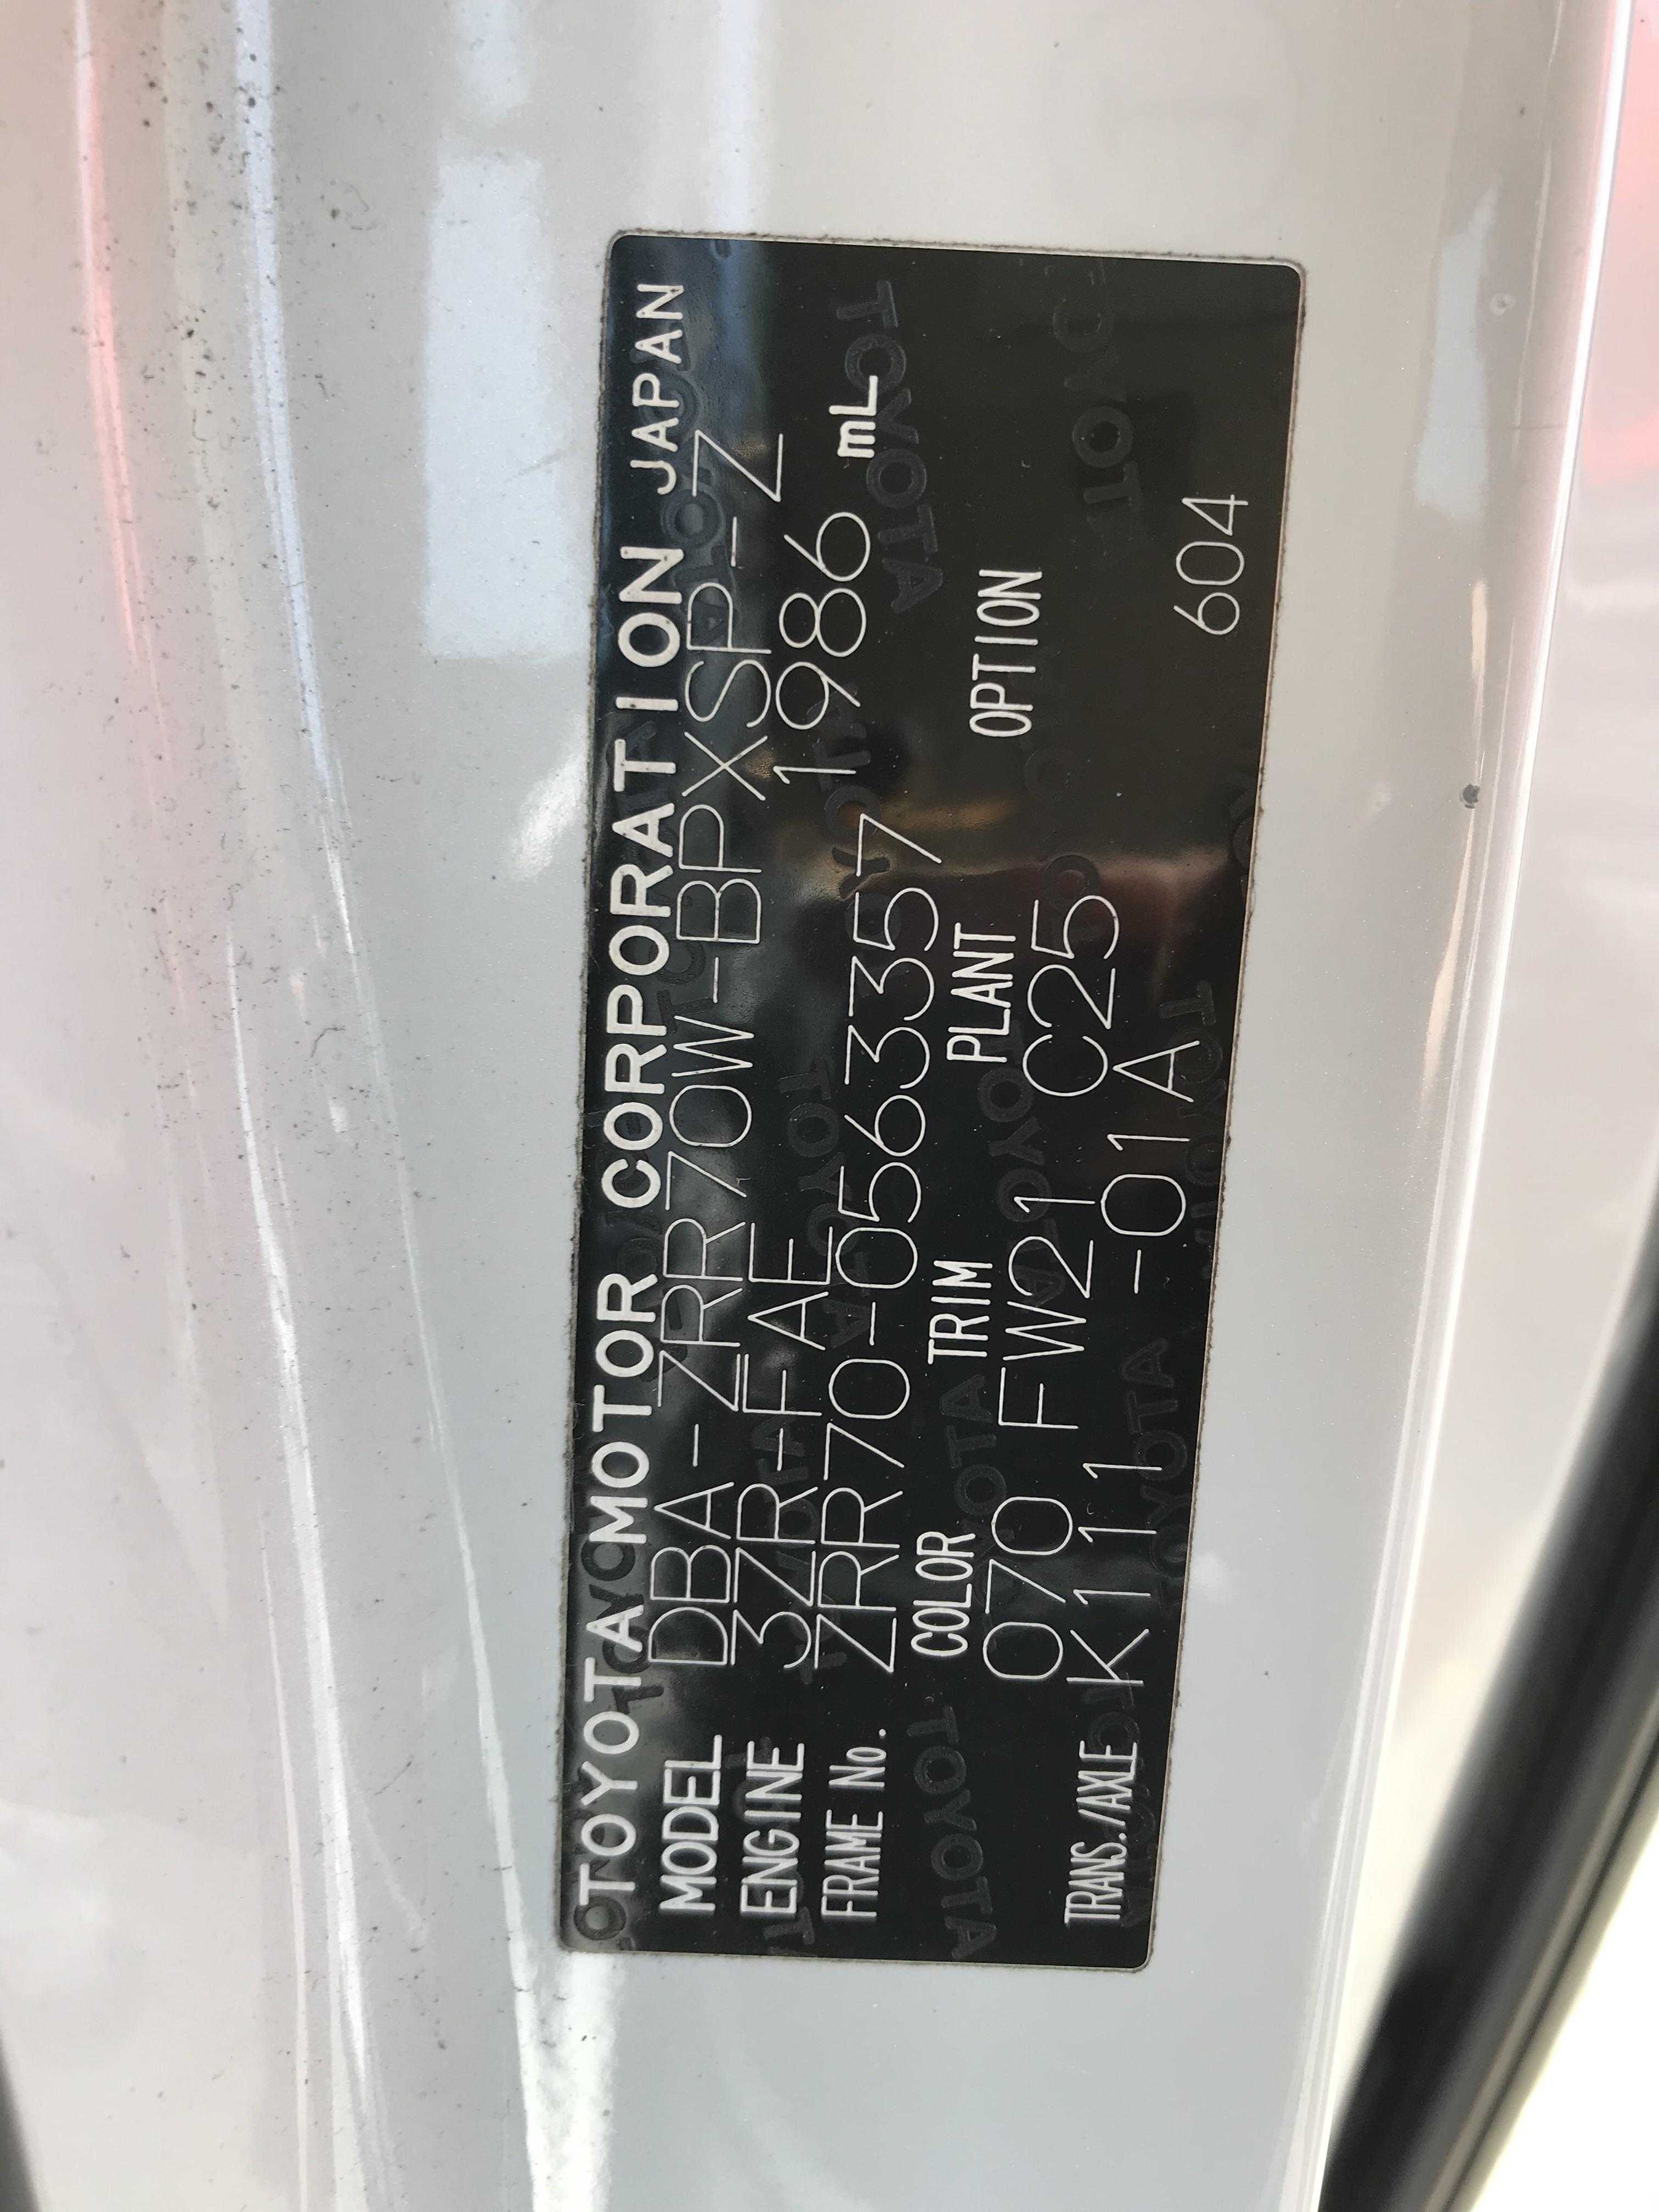 TOYOTA MOTOR CORPORATION JAPAN
MODEL DBA-ZRR70W-BPXSP-Z
ENGINE 3ZR-FAE 1986 mL
FRAME No. ZRR70-0563357
COLOR TRIM PLANT OPTION
070 FW21 C25
TRANS./AXLE K111 -01A 604